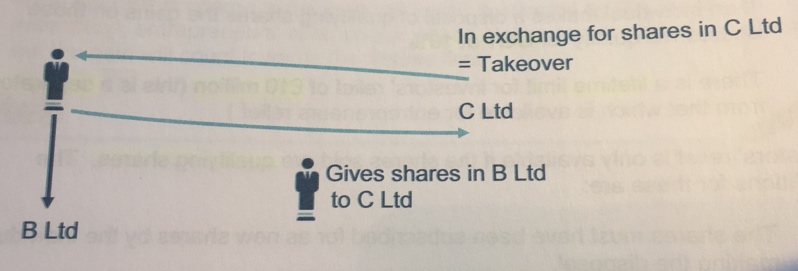 In exchange for shares in C Ltd
= Takeover
C Ltd
Gives shares in B Ltd
to C Ltd
B Ltd